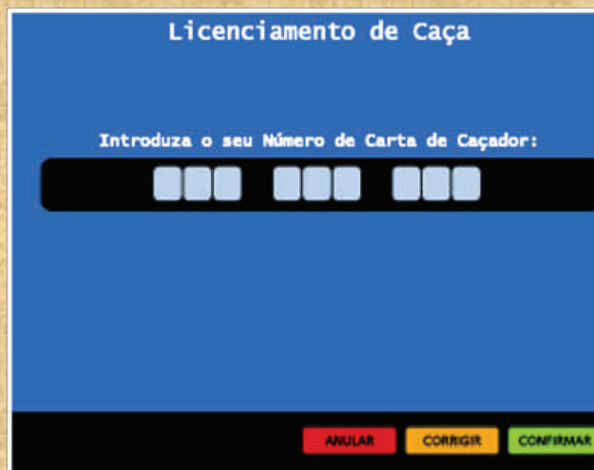 Licenciamento de Caça
Introduza o seu Número de Carta de Caçador:
ANULAR CORRIGIR CONFIRMAR